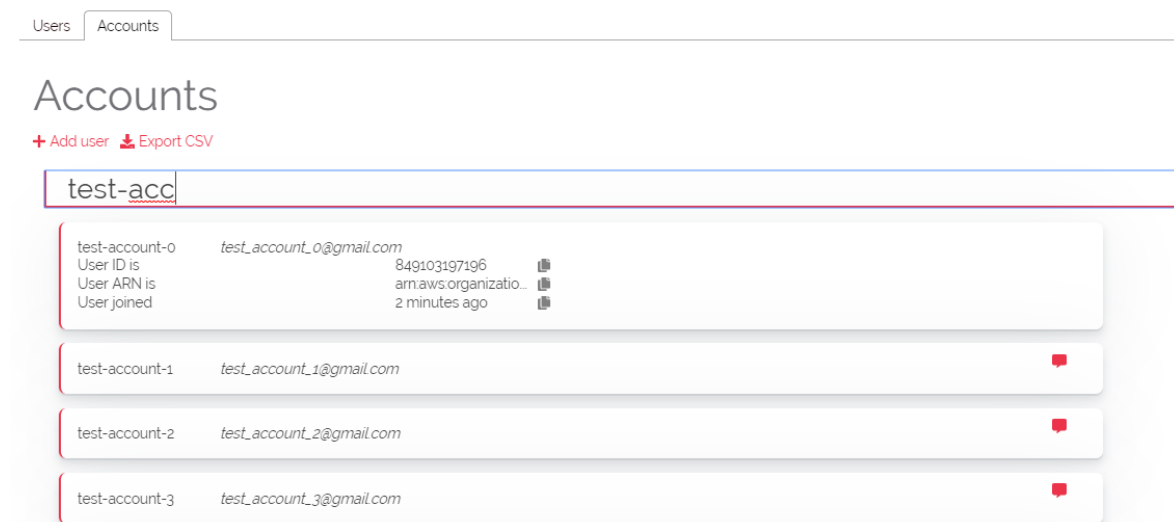 Users Accounts
Accounts
Add user Export CSV
test-acc
test-account-0 test_account_0@gmail.com
User ID is 849103197196
User ARN is arn:aws:organizatio...
User joined 2 minutes ago
test-account-1 test_account_1@gmail.com
test-account-2 test_account_2@gmail.com
test-account-3 test_account_3@gmail.com